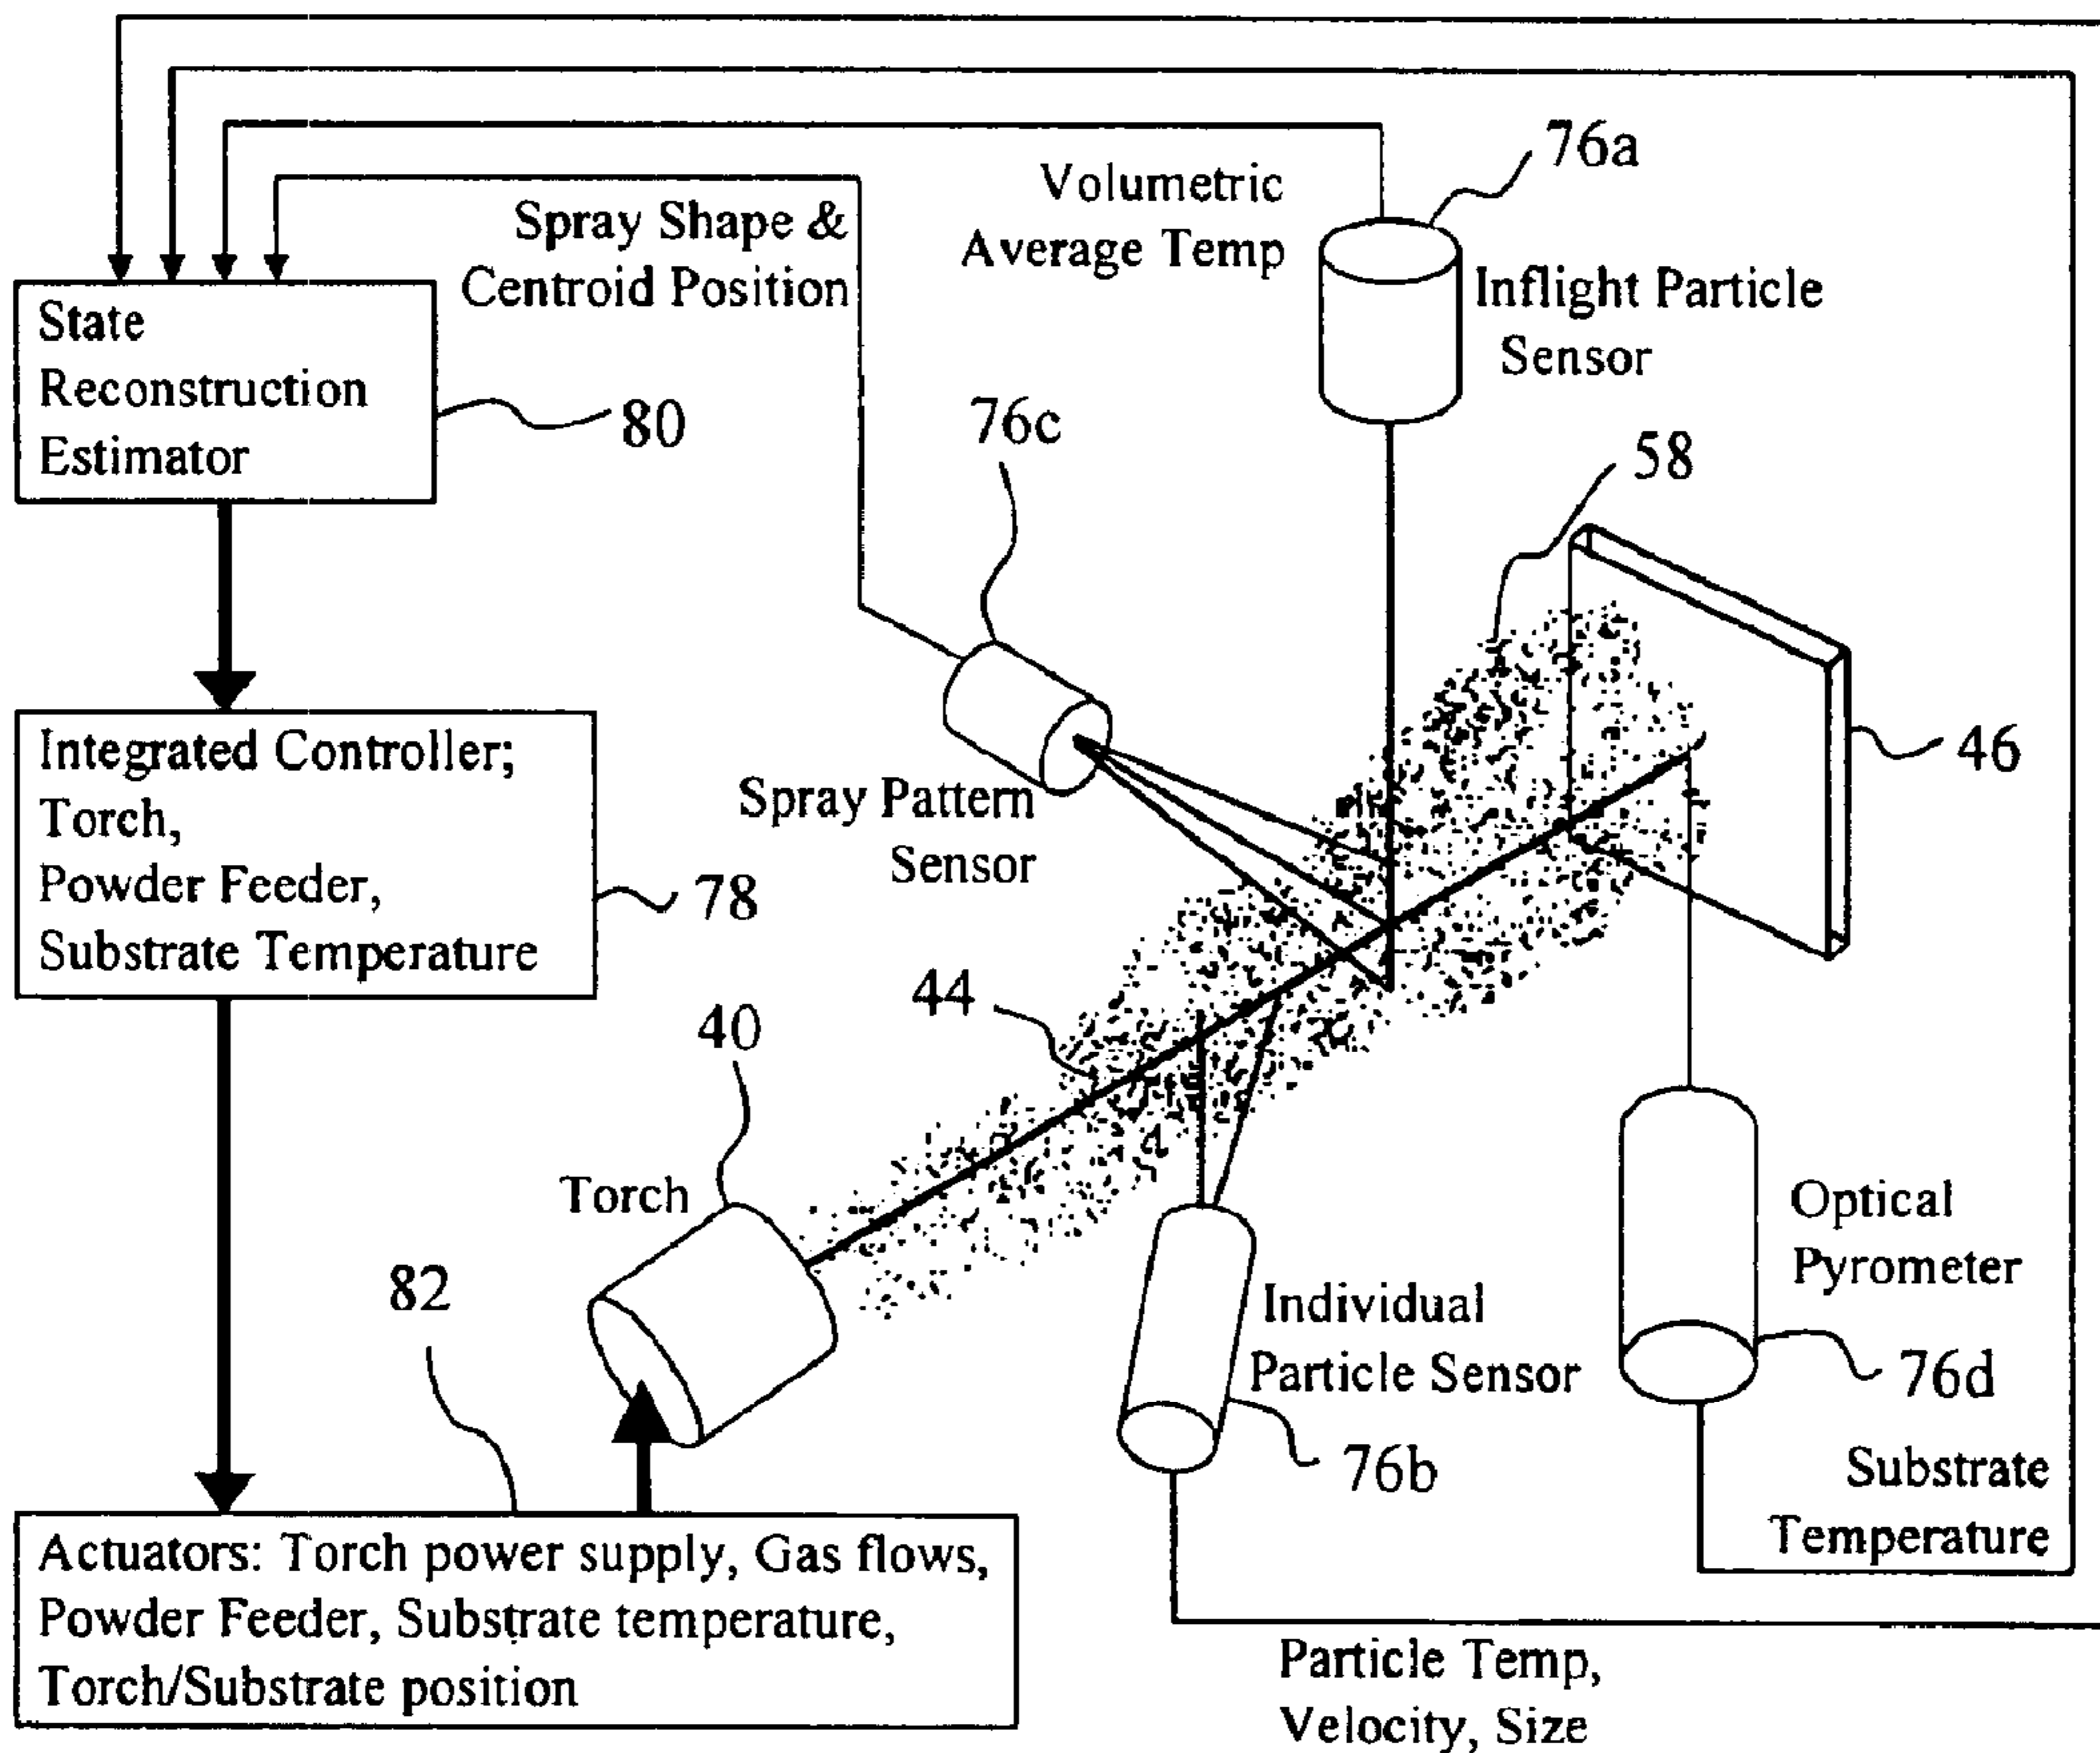 76a
Volumetric
Average Temp
Spray Shape &
Centroid Position
Inflight Particle
Sensor
State
Reconstruction
Estimator
80
76c
58
Integrated Controller;
Torch,
Powder Feeder,
Substrate Temperature
78
Spray Pattern
Sensor
46
44
40
Torch
82
Optical
Pyrometer
Individual
Particle Sensor
76d
76b
Substrate
Temperature
Actuators: Torch power supply, Gas flows,
Powder Feeder, Substrate temperature,
Torch/Substrate position
Particle Temp,
Velocity, Size